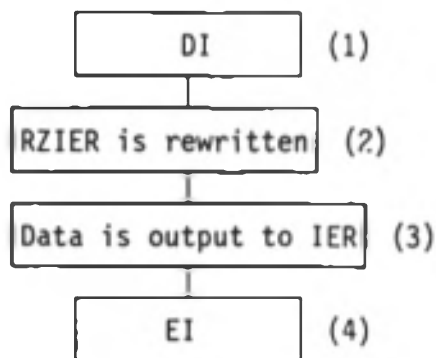 DI (1)
RZIER is rewritten (2)
Data is output to IER (3)
EI (4)